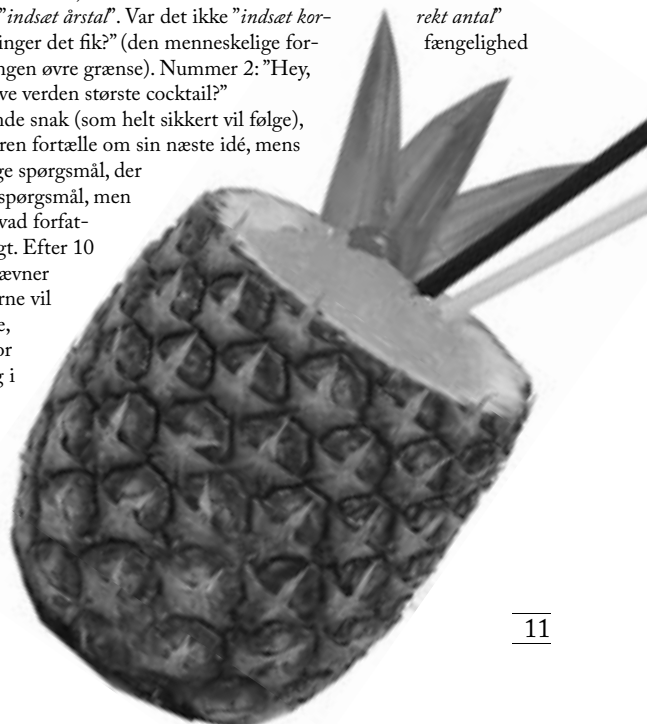 "indsæt årstal". Var det ikke "indsæt kor- rekt antal"
inger det fik?" (den menneskelige for- fængelighed
ngen øvre grænse). Nummer 2: "Hey,
ve verden største cocktail?"
nde snak (som helt sikkert vil følge),
ren fortælle om sin næste idé, mens
ge spørgsmål, der
spørgsmål, men
vad forfat-
gt. Efter 10
ævner
rne vil
e,
or
g i
11